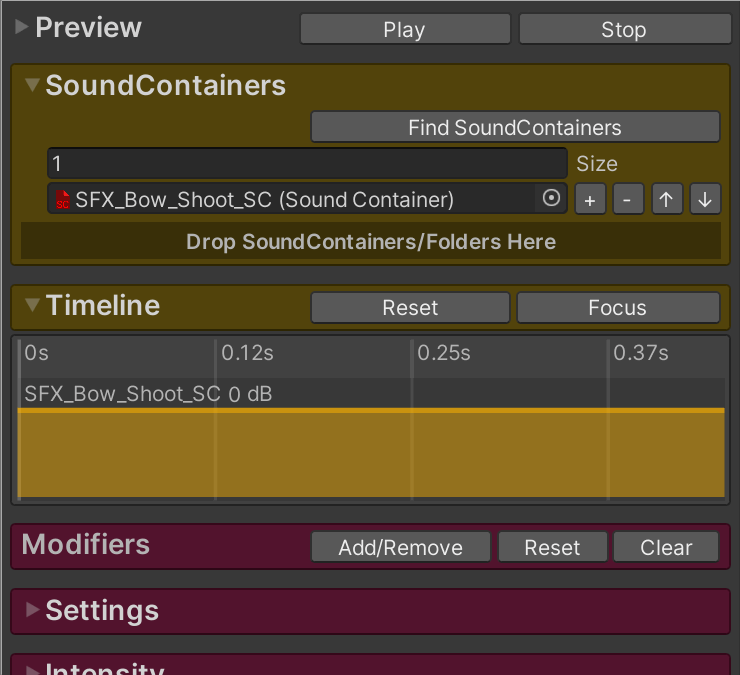 Preview Play Stop
SoundContainers
Find SoundContainers
1 Size
SC SFX_Bow_Shoot_SC (Sound Container) + - ↑ ↓
Drop SoundContainers/Folders Here
Timeline Reset Focus
0s 0.12s 0.25s 0.37s
SFX_Bow_Shoot_SC 0 dB
Modifiers Add/Remove Reset Clear
Settings
Intensity